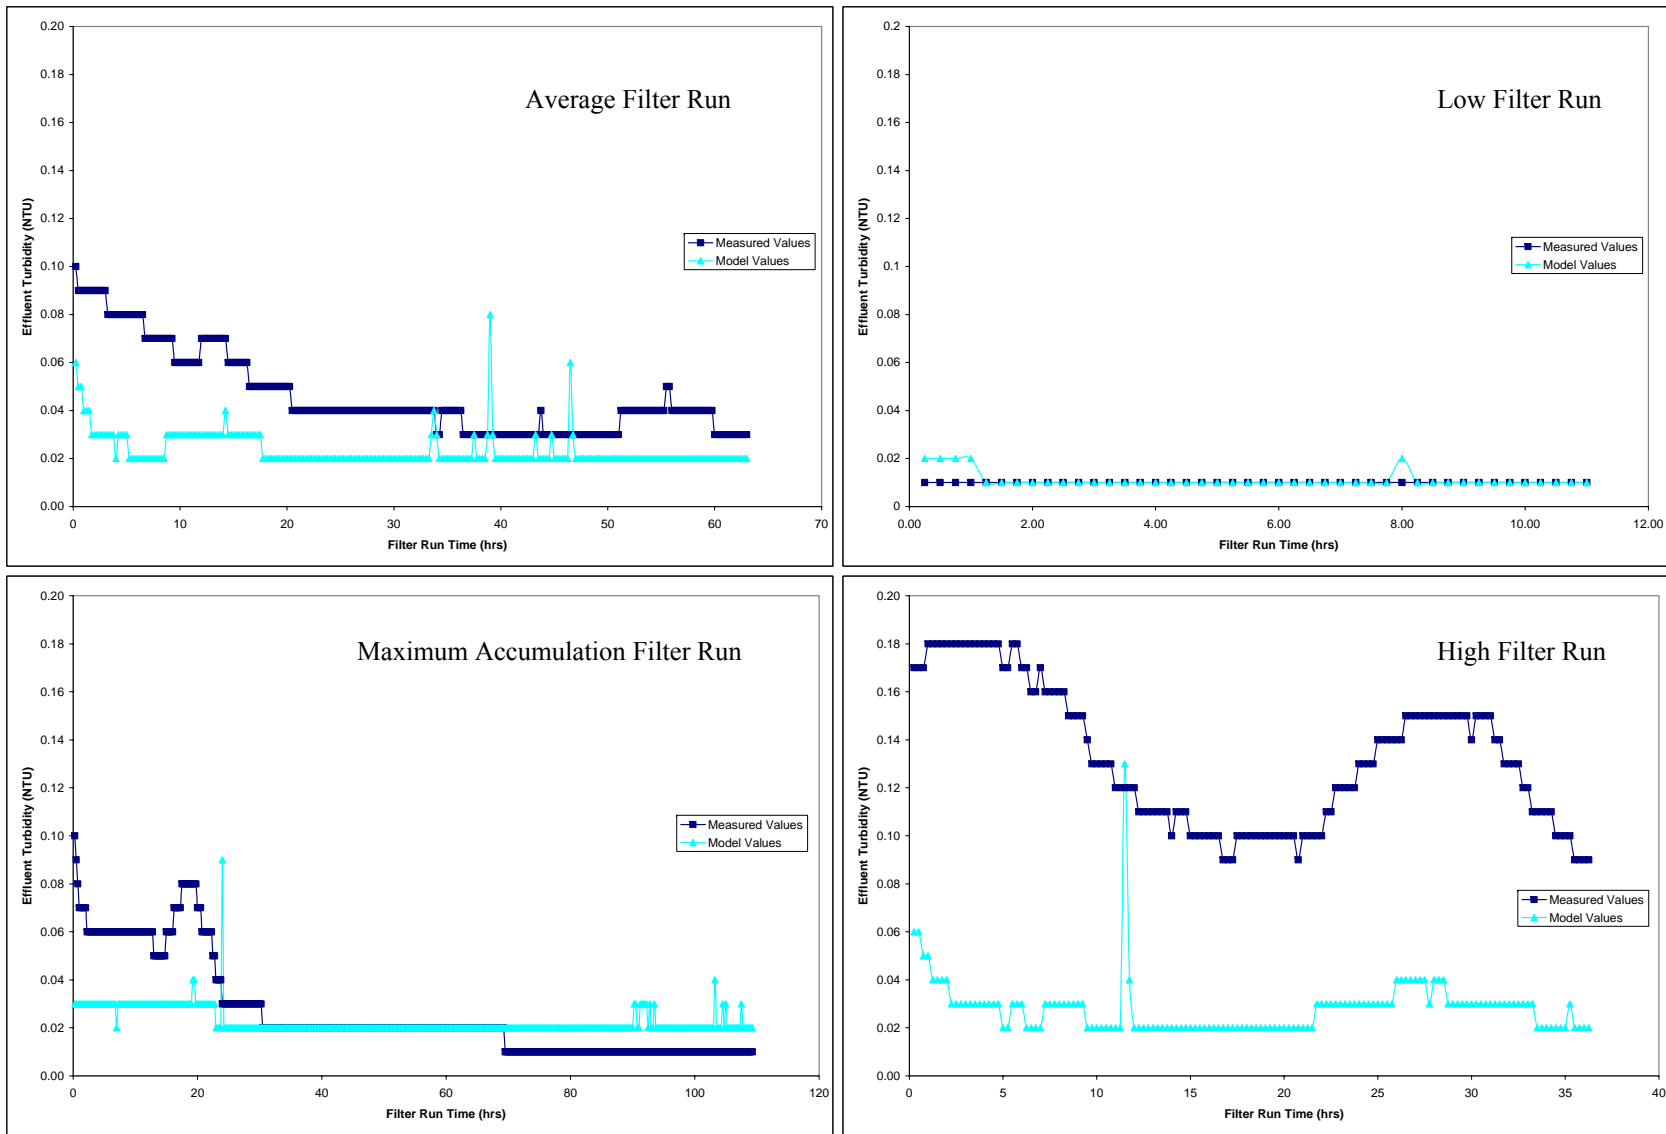 Average Filter Run
0.20
0.18
0.16
0.14
0.12
0.10
0.08
0.06
0.04
0.02
0.00
Effluent Turbidity (NTU)
Measured Values
Model Values
0 10 20 30 40 50 60 70
Filter Run Time (hrs)
Low Filter Run
0.2
0.18
0.16
0.14
0.12
0.1
0.08
0.06
0.04
0.02
0
Effluent Turbidity (NTU)
Measured Values
Model Values
0.00 2.00 4.00 6.00 8.00 10.00 12.00
Filter Run Time (hrs)
Maximum Accumulation Filter Run
0.20
0.18
0.16
0.14
0.12
0.10
0.08
0.06
0.04
0.02
0.00
Effluent Turbidity (NTU)
Measured Values
Model Values
0 20 40 60 80 100 120
Filter Run Time (hrs)
High Filter Run
0.20
0.18
0.16
0.14
0.12
0.10
0.08
0.06
0.04
0.02
0.00
Effluent Turbidity (NTU)
Measured Values
Model Values
0 5 10 15 20 25 30 35 40
Filter Run Time (hrs)